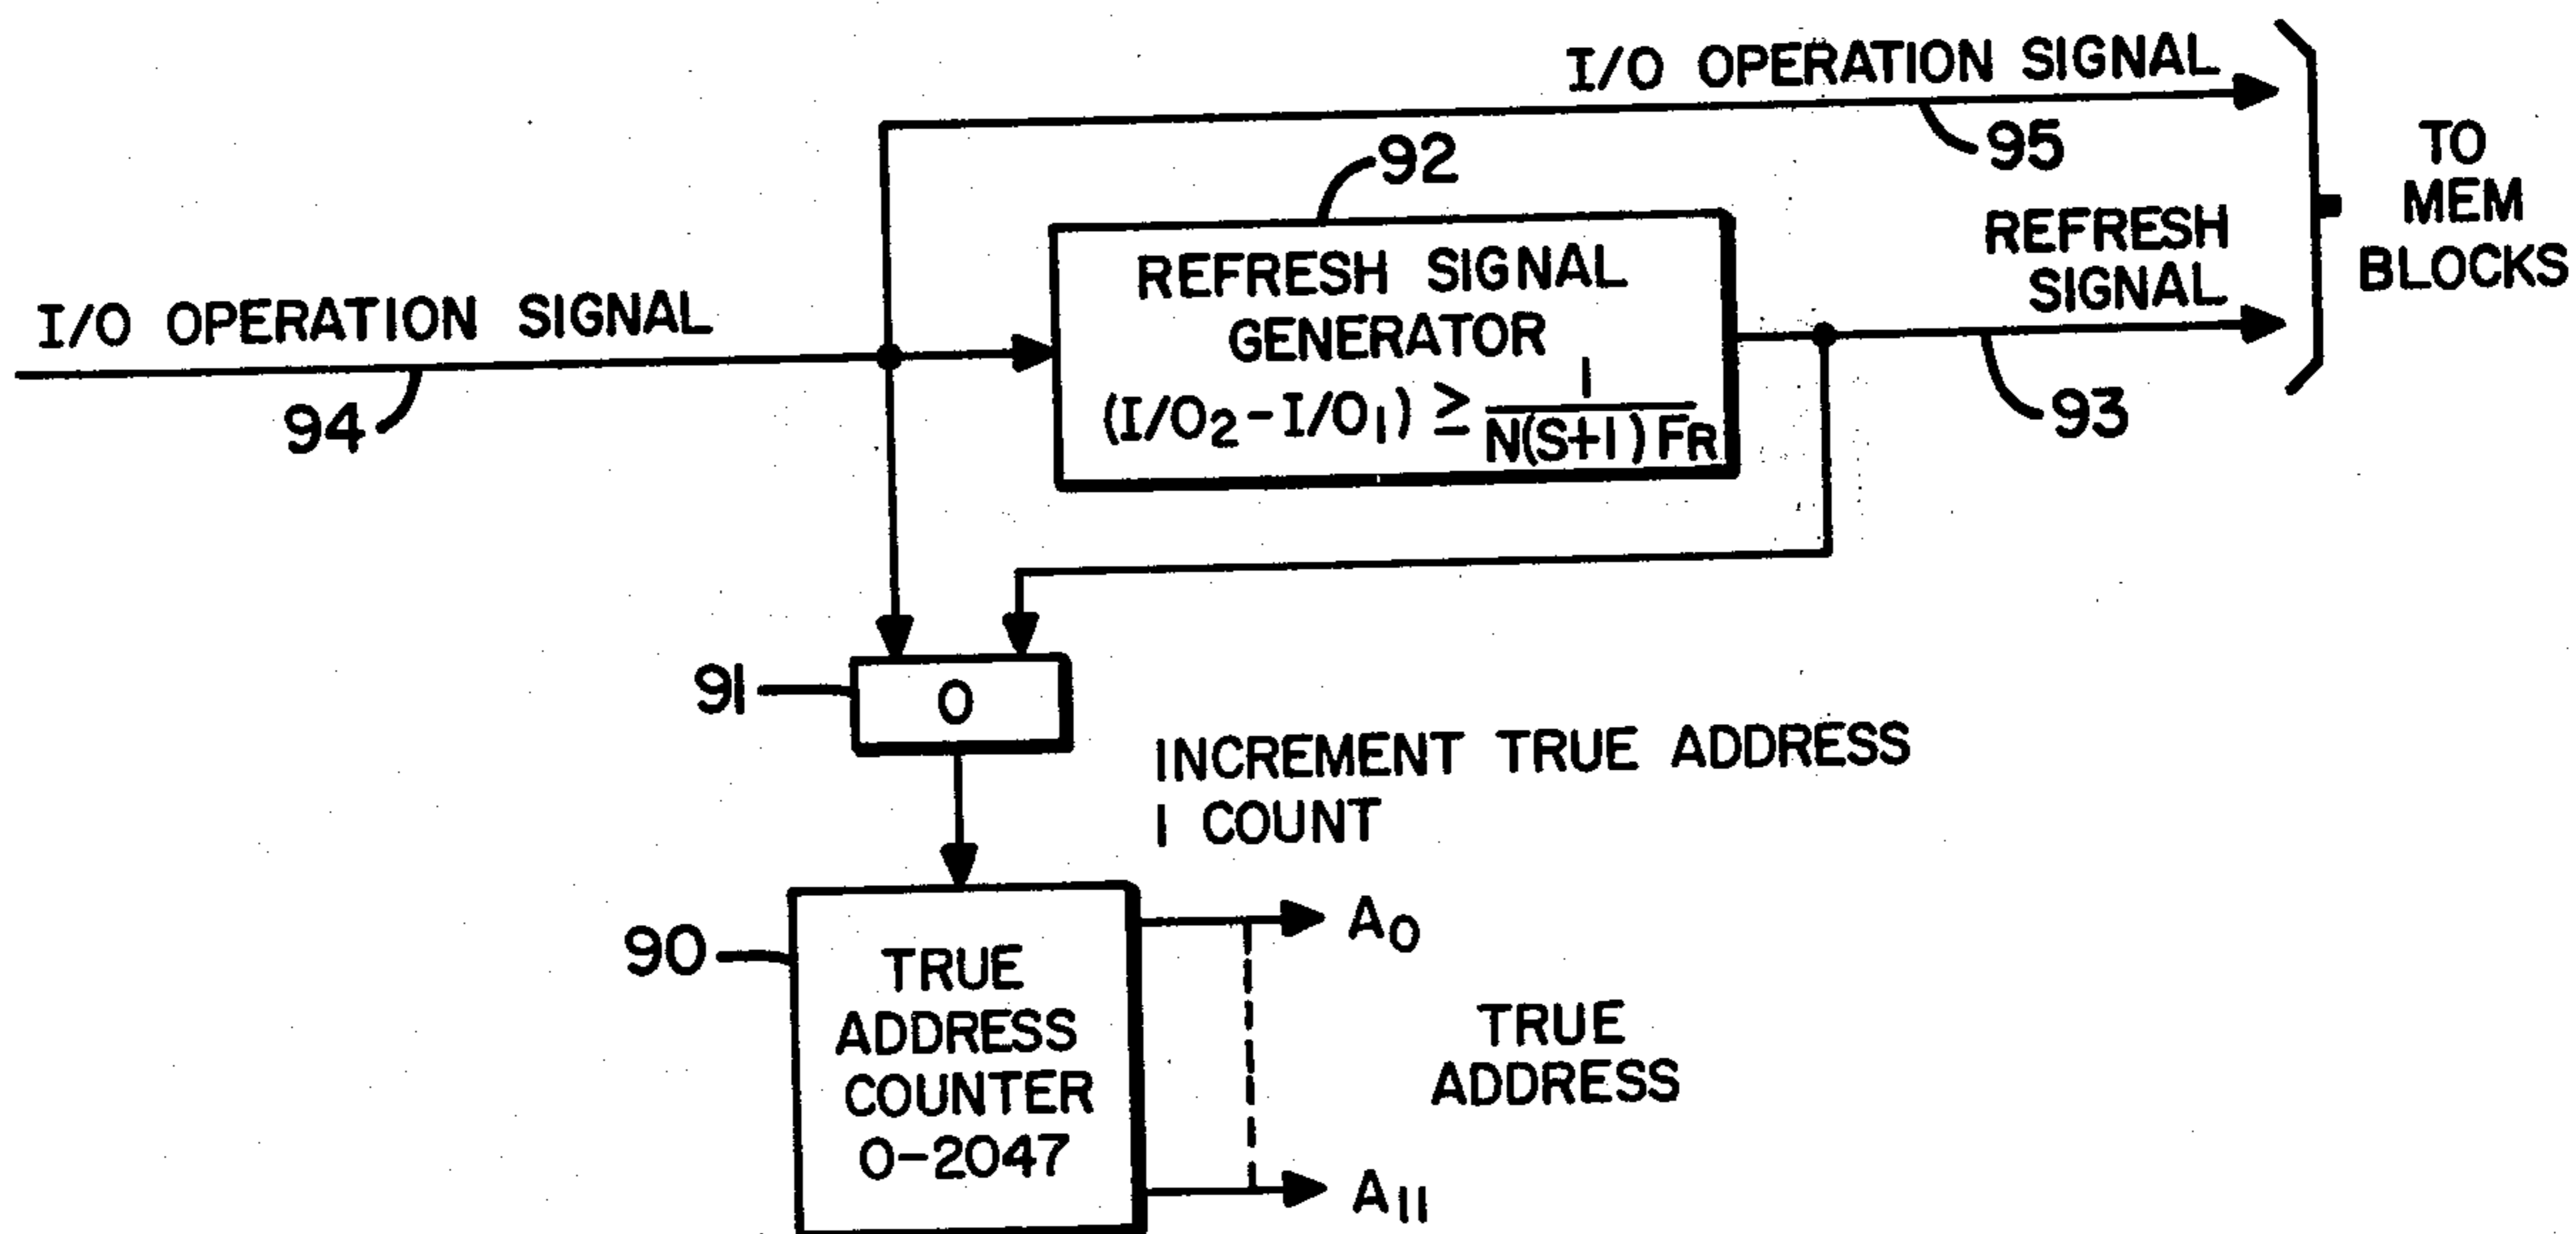 I/O OPERATION SIGNAL
95
TO
MEM
BLOCKS
92
REFRESH
SIGNAL
93
I/O OPERATION SIGNAL
94
REFRESH SIGNAL
GENERATOR
(I/O₂-I/O₁) ≥ 1/N(S+1)FR
91
O
INCREMENT TRUE ADDRESS
1 COUNT
90
TRUE
ADDRESS
COUNTER
0-2047
A₀
TRUE
ADDRESS
A₁₁